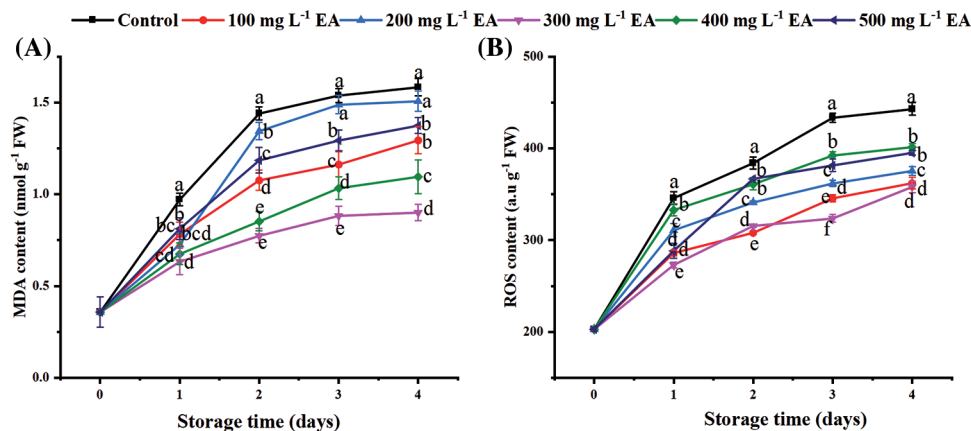 Control 100 mg L⁻¹ EA 200 mg L⁻¹ EA 300 mg L⁻¹ EA 400 mg L⁻¹ EA 500 mg L⁻¹ EA
(A)
MDA content (nmol g⁻¹ FW)
1.5
1.0
0.5
0.0
a
b
bc
bcd
cd
d
a
b
c
d
e
e
a
a
b
c
d
e
a
a
b
b
c
d
0 1 2 3 4
Storage time (days)
(B)
ROS content (a.u g⁻¹ FW)
500
400
300
200
a
b
c
d
d
e
a
b
b
c
d
e
a
b
c
d
e
f
a
b
b
c
d
d
0 1 2 3 4
Storage time (days)